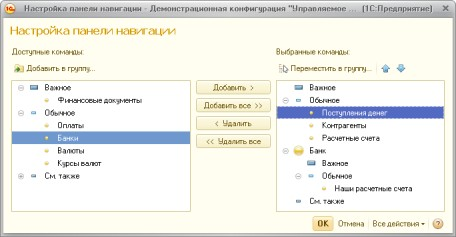 Настройка панели навигации - Демонстрационная конфигурация "Управляемое ... (1С:Предприятие)
Настройка панели навигации
Доступные команды:
Добавить в группу...
Важное
Финансовые документы
Обычное
Оплаты
Банки
Валюты
Курсы валют
См. также
Добавить >
Добавить все >>
< Удалить
<< Удалить все
Выбранные команды:
Переместить в группу...
Важное
Обычное
Поступления денег
Контрагенты
Расчетные счета
Банк
Важное
Обычное
Наши расчетные счета
См. также
OK Отмена Все действия ?